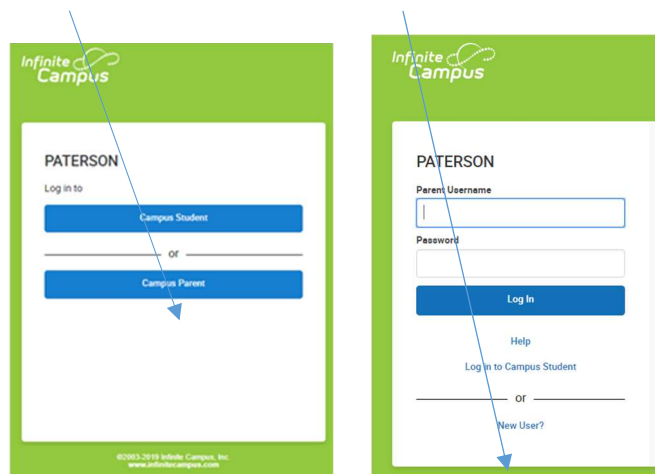 Infinite
Campus
PATERSON
Log in to
Campus Student
or
Campus Parent
©2003-2019 Infinite Campus, Inc.
www.infinitecampus.com
Infinite
Campus
PATERSON
Parent Username
Password
Log In
Help
Log in to Campus Student
or
New User?